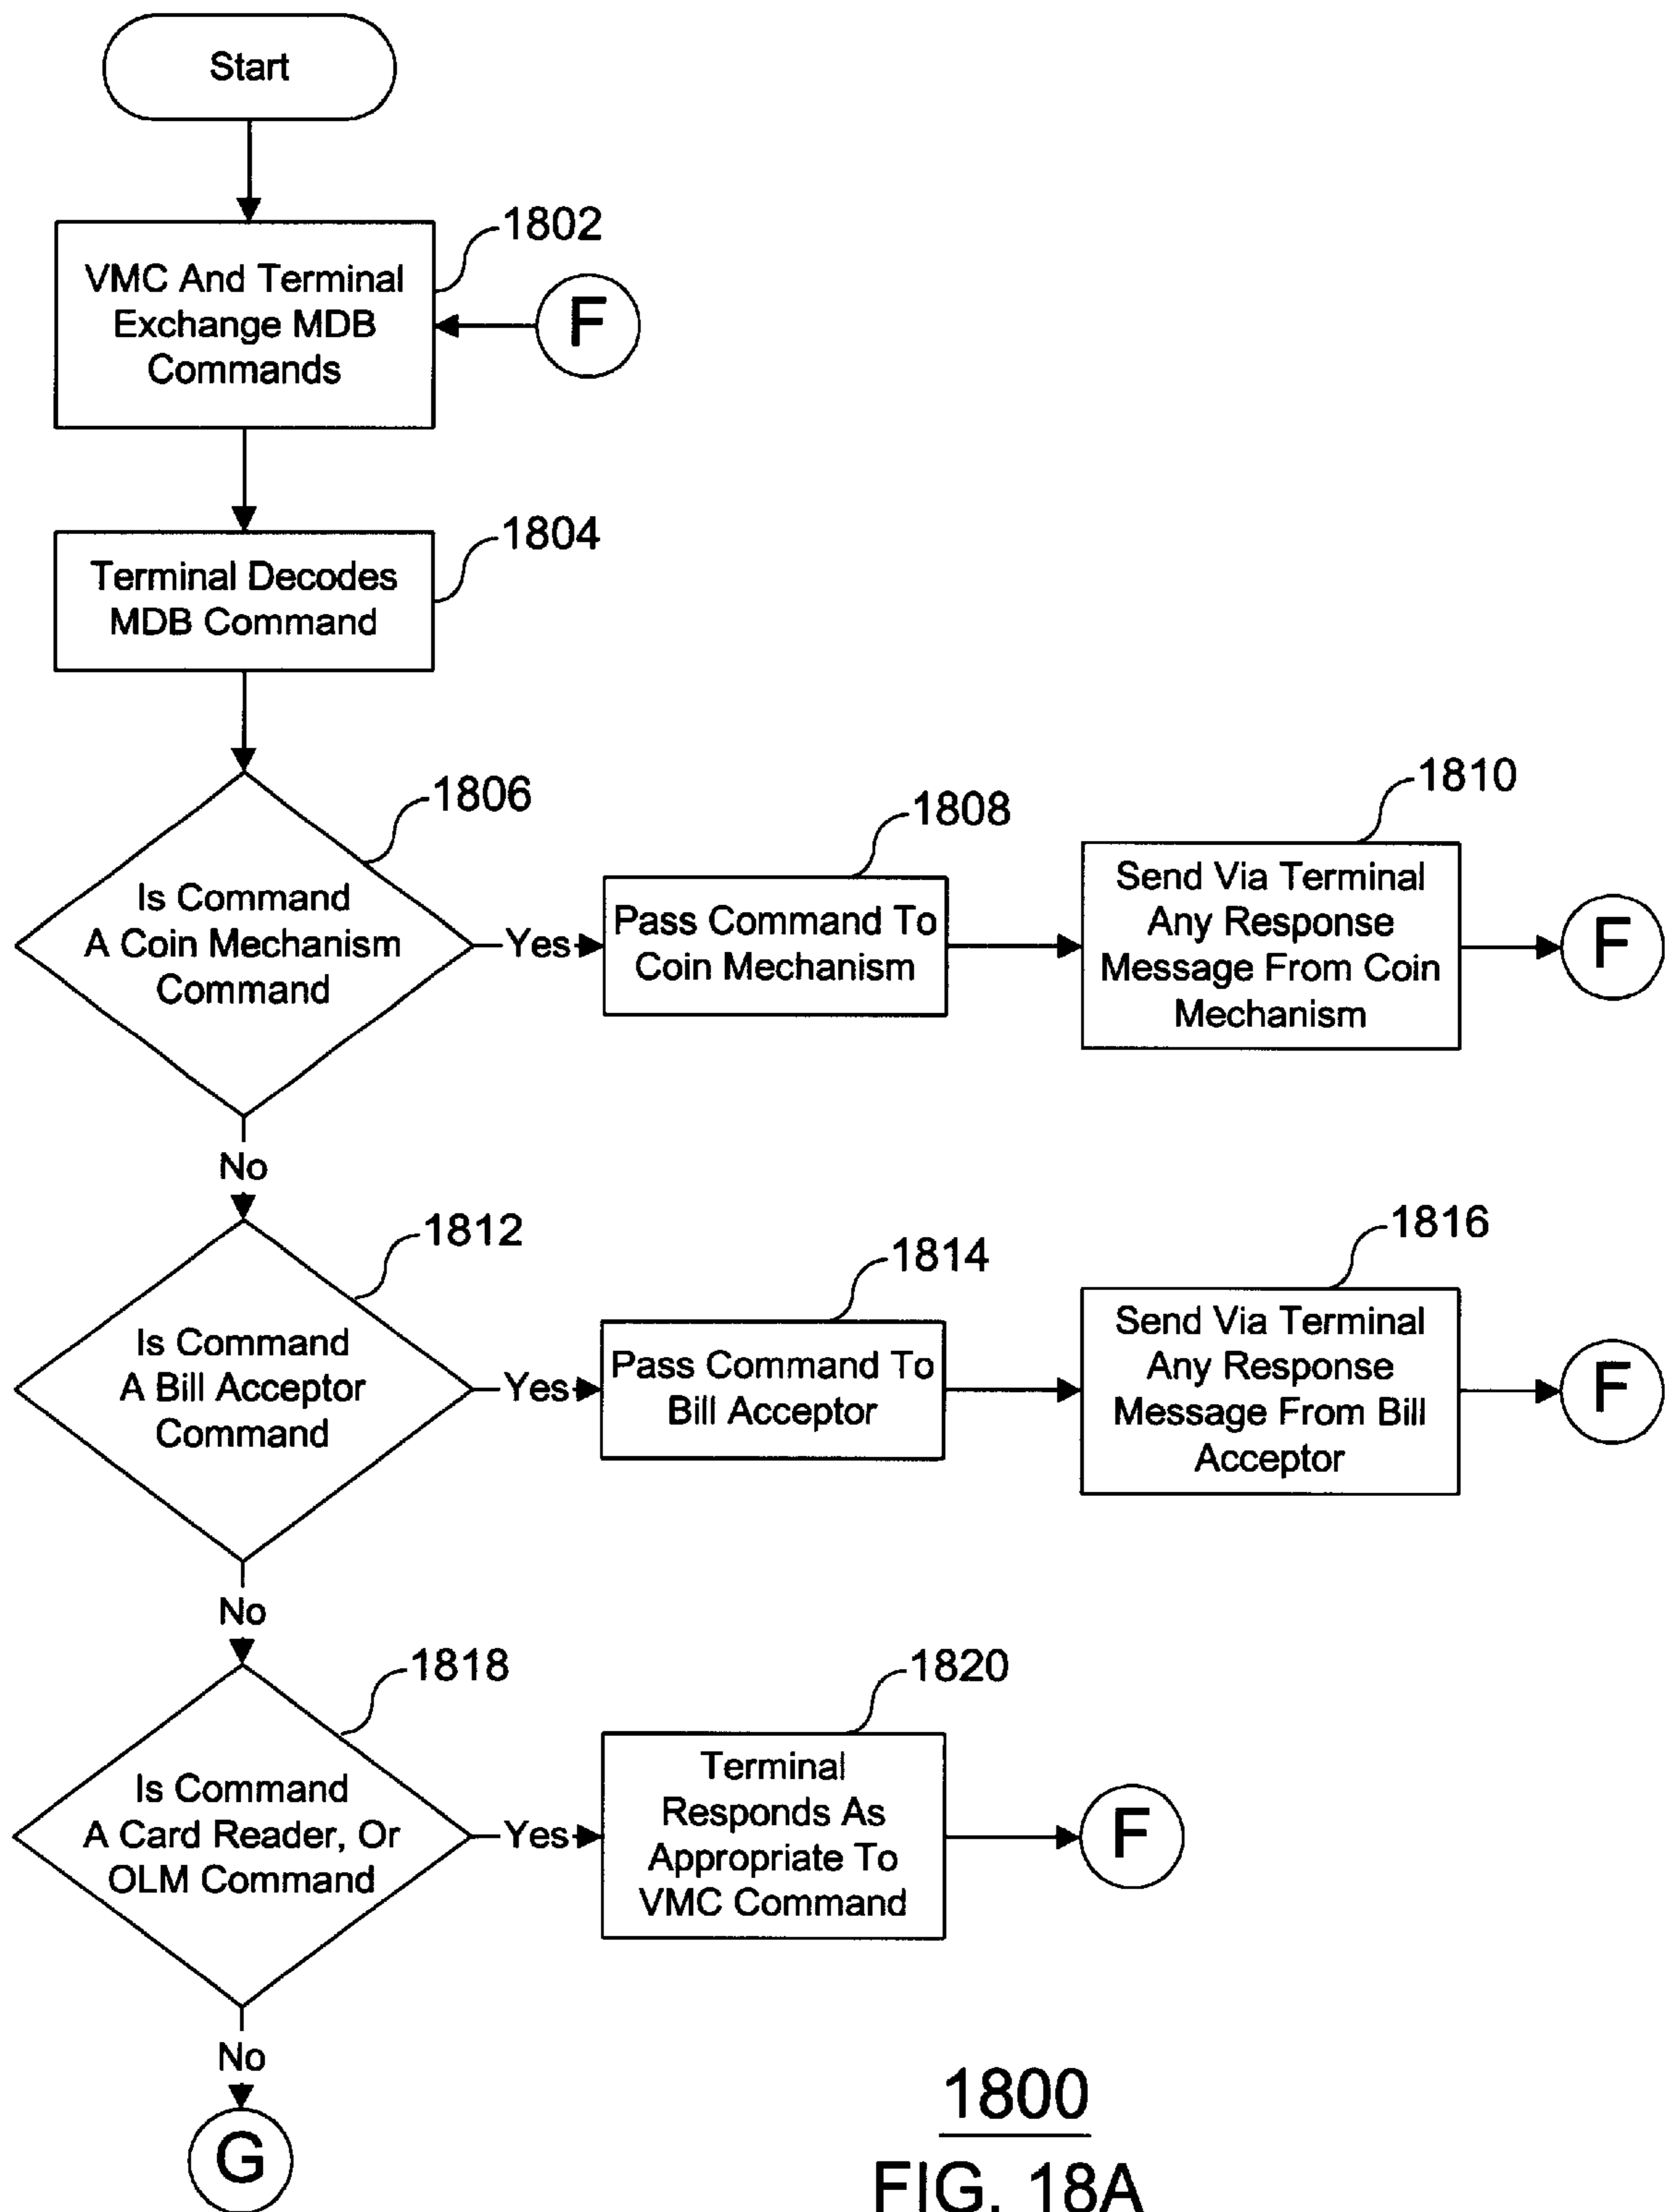 Start
1802
VMC And Terminal
Exchange MDB
Commands
F
1804
Terminal Decodes
MDB Command
1806
Is Command
A Coin Mechanism
Command
Yes
1808
Pass Command To
Coin Mechanism
1810
Send Via Terminal
Any Response
Message From Coin
Mechanism
F
No
1812
Is Command
A Bill Acceptor
Command
Yes
1814
Pass Command To
Bill Acceptor
1816
Send Via Terminal
Any Response
Message From Bill
Acceptor
F
No
1818
Is Command
A Card Reader, Or
OLM Command
Yes
1820
Terminal
Responds As
Appropriate To
VMC Command
F
No
G
1800
FIG. 18A